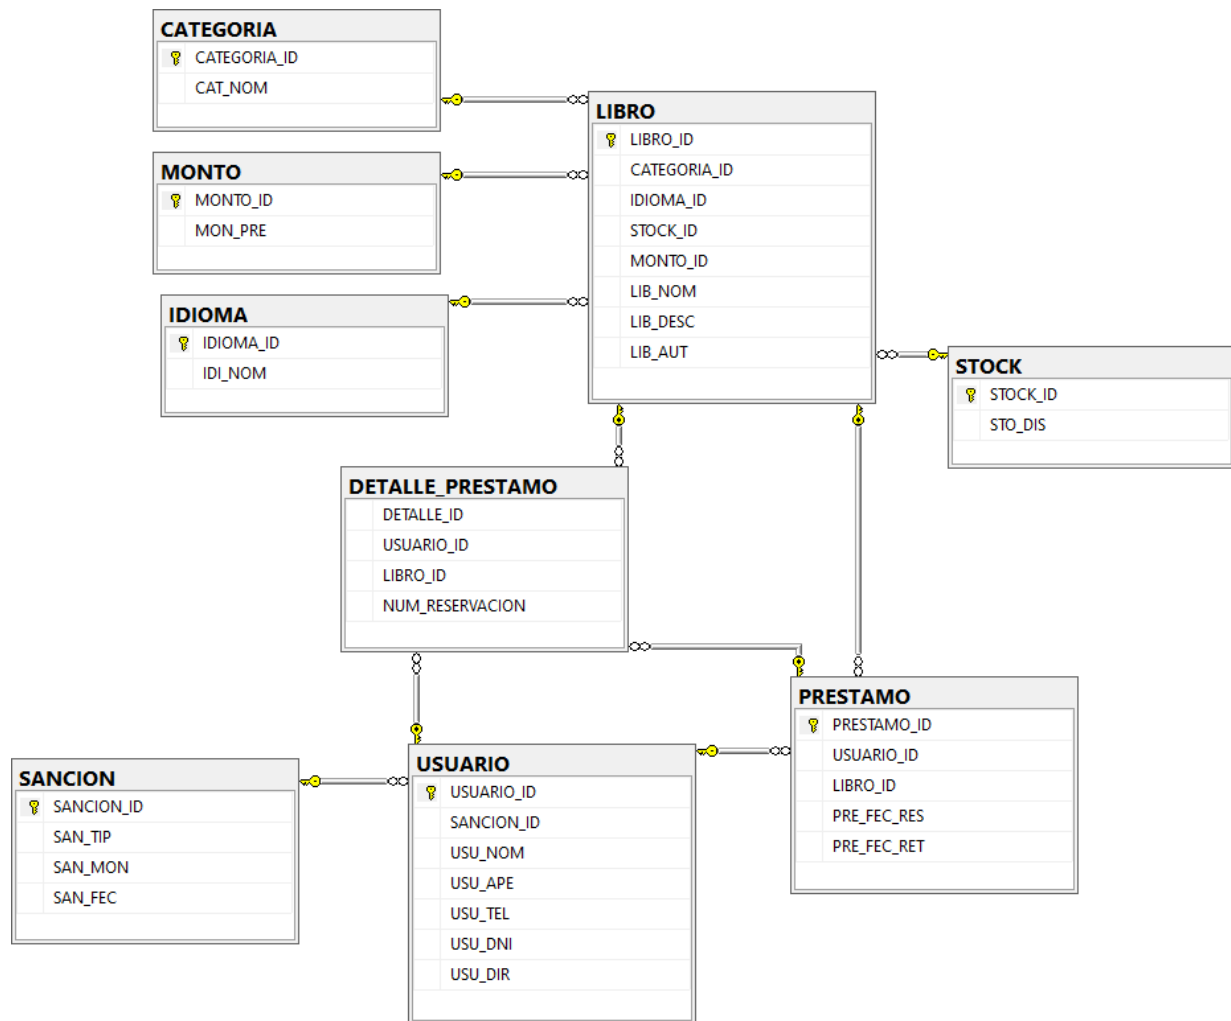 CATEGORIA
CATEGORIA_ID
CAT_NOM
MONTO
MONTO_ID
MON_PRE
IDIOMA
IDIOMA_ID
IDI_NOM
LIBRO
LIBRO_ID
CATEGORIA_ID
IDIOMA_ID
STOCK_ID
MONTO_ID
LIB_NOM
LIB_DESC
LIB_AUT
STOCK
STOCK_ID
STO_DIS
DETALLE_PRESTAMO
DETALLE_ID
USUARIO_ID
LIBRO_ID
NUM_RESERVACION
PRESTAMO
PRESTAMO_ID
USUARIO_ID
LIBRO_ID
PRE_FEC_RES
PRE_FEC_RET
SANCION
SANCION_ID
SAN_TIP
SAN_MON
SAN_FEC
USUARIO
USUARIO_ID
SANCION_ID
USU_NOM
USU_APE
USU_TEL
USU_DNI
USU_DIR